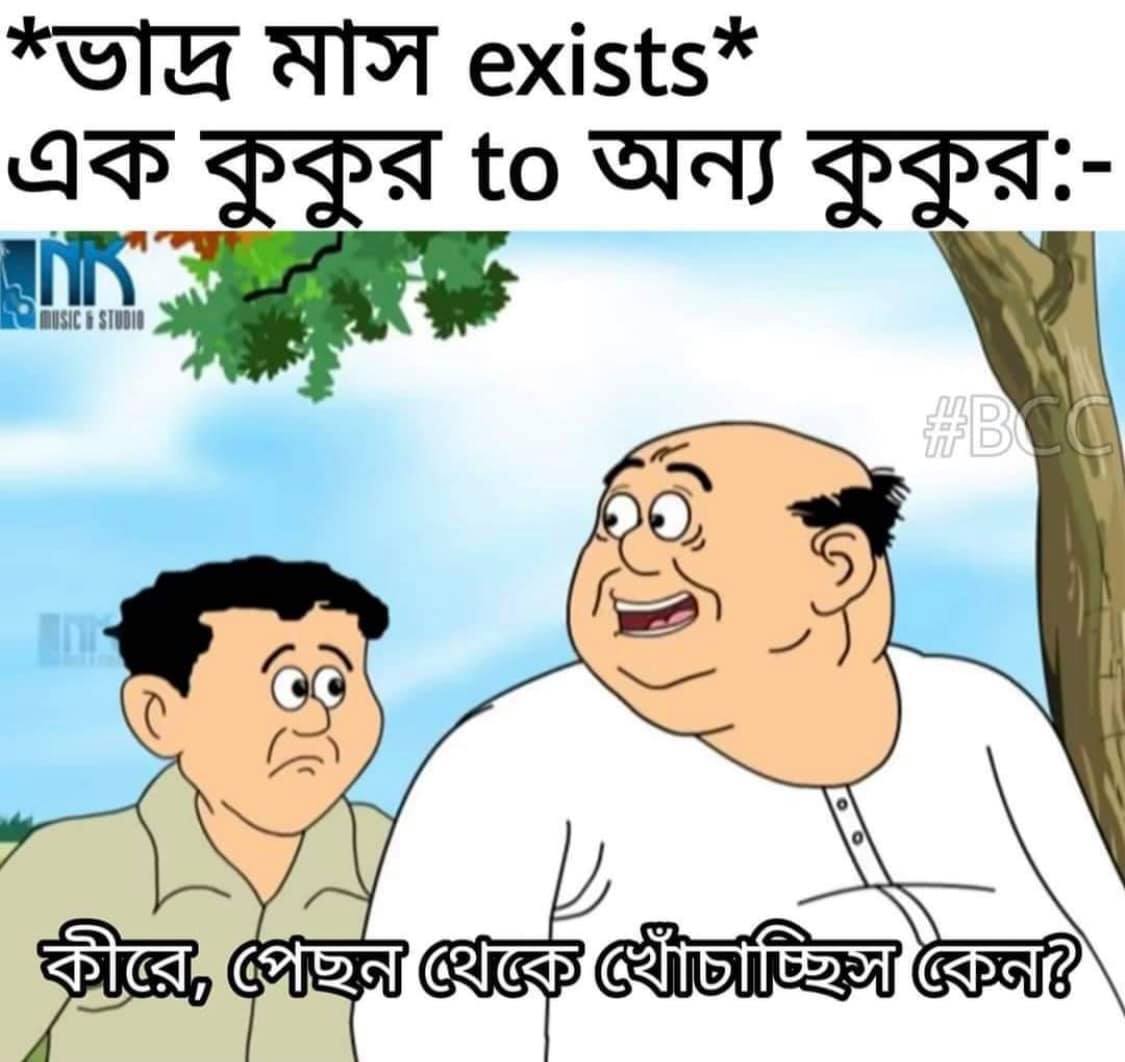 *ভাদ্র মাস exists*
এক কুকুর to অন্য কুকুর:-
NK
MUSIC & STUDIO
#BCC
কীরে, পেছন থেকে খোঁচাচ্ছিস কেন?